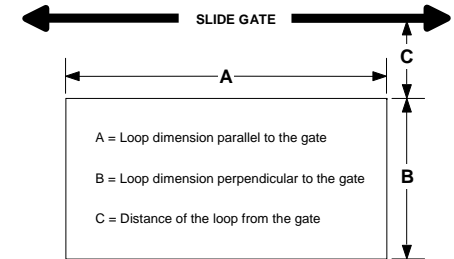 SLIDE GATE
C
A
A = Loop dimension parallel to the gate
B = Loop dimension perpendicular to the gate
B
C = Distance of the loop from the gate